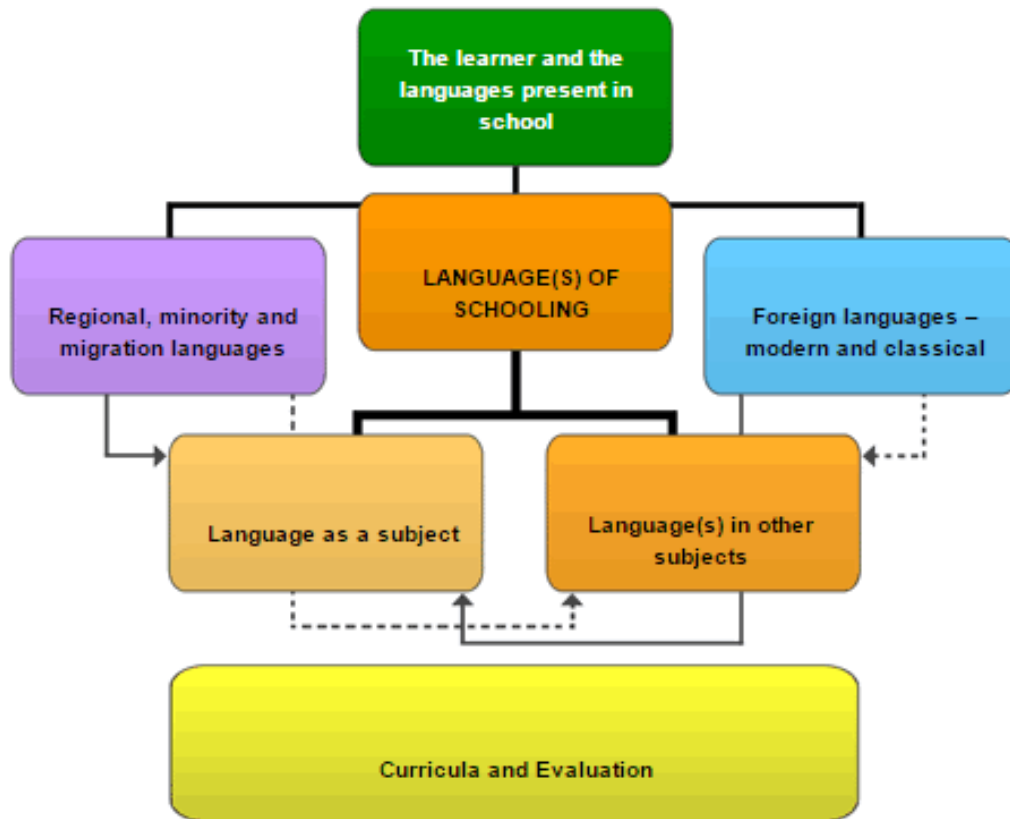 The learner and the
languages present in
school
LANGUAGE(S) OF
SCHOOLING
Regional, minority and
migration languages
Foreign languages –
modern and classical
Language as a subject
Language(s) in other
subjects
Curricula and Evaluation